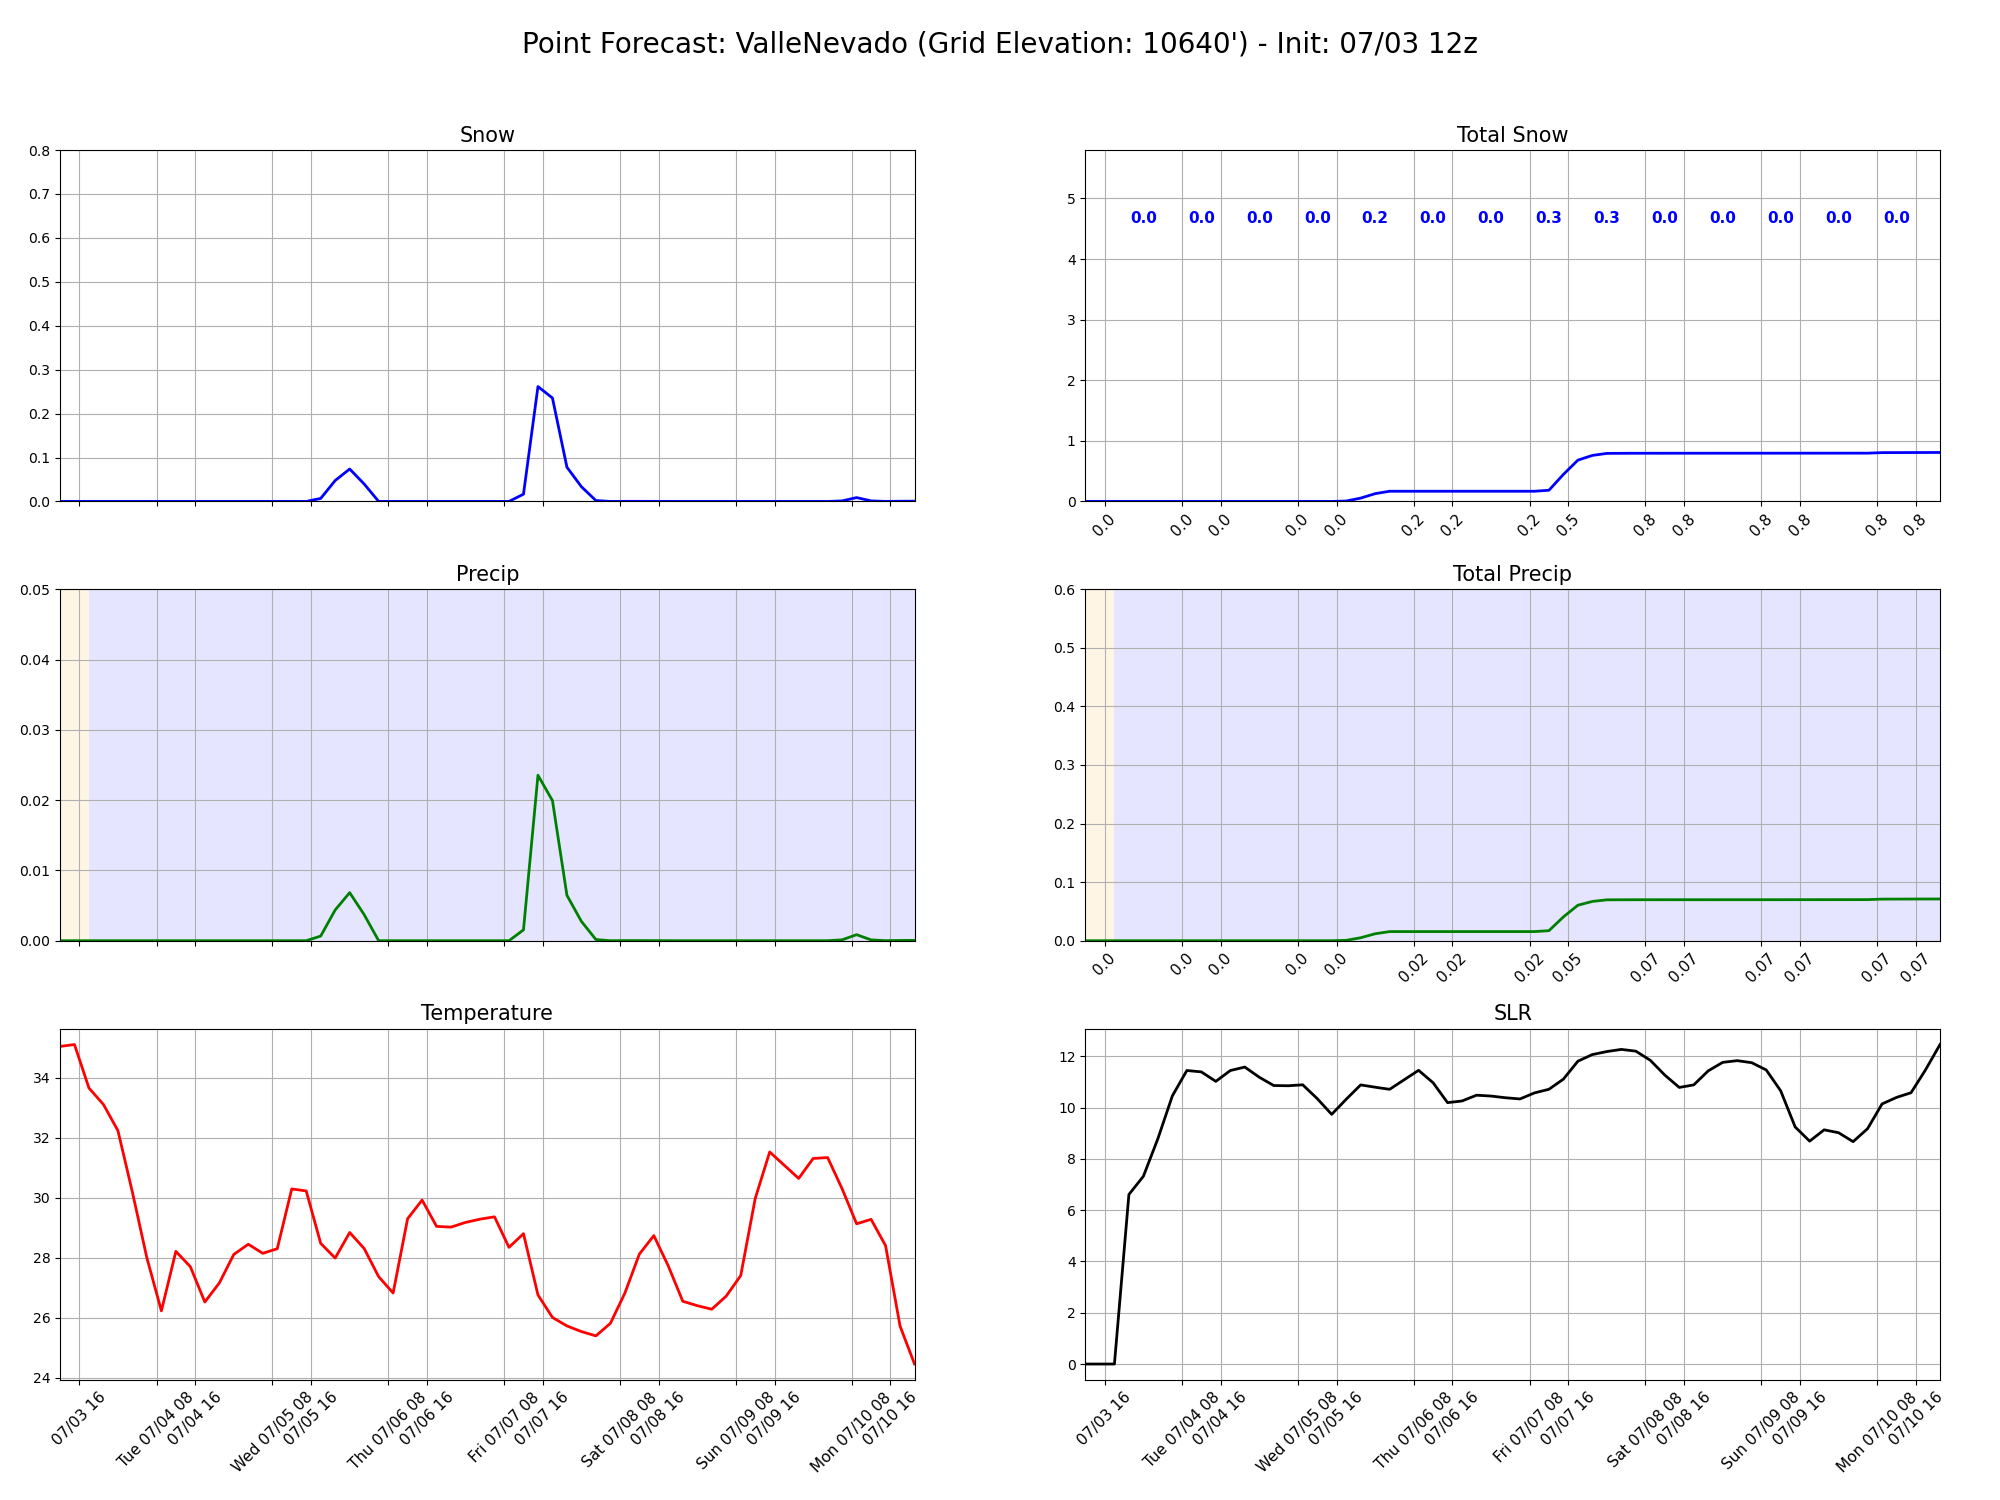 Point Forecast: ValleNevado (Grid Elevation: 10640') - Init: 07/03 12z
Snow
0.8
0.7
0.6
0.5
0.4
0.3
0.2
0.1
0.0
Total Snow
5
4
3
2
1
0
0.0 0.0 0.0 0.0 0.2 0.0 0.0 0.3 0.3 0.0 0.0 0.0 0.0 0.0
0.0 0.0 0.0 0.0 0.0 0.2 0.2 0.2 0.5 0.8 0.8 0.8 0.8 0.8 0.8
Precip
0.05
0.04
0.03
0.02
0.01
0.00
Total Precip
0.6
0.5
0.4
0.3
0.2
0.1
0.0
0.0 0.0 0.0 0.0 0.0 0.02 0.02 0.02 0.05 0.07 0.07 0.07 0.07 0.07 0.07
Temperature
34
32
30
28
26
24
07/03 16
Tue 07/04 08
07/04 16
Wed 07/05 08
07/05 16
Thu 07/06 08
07/06 16
Fri 07/07 08
07/07 16
Sat 07/08 08
07/08 16
Sun 07/09 08
07/09 16
Mon 07/10 08
07/10 16
SLR
12
10
8
6
4
2
0
07/03 16
Tue 07/04 08
07/04 16
Wed 07/05 08
07/05 16
Thu 07/06 08
07/06 16
Fri 07/07 08
07/07 16
Sat 07/08 08
07/08 16
Sun 07/09 08
07/09 16
Mon 07/10 08
07/10 16